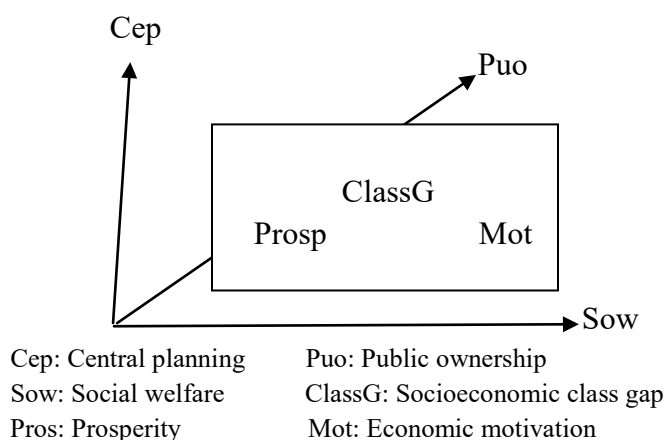 Cep
Puo
ClassG
Prosp Mot
Sow
Cep: Central planning Puo: Public ownership
Sow: Social welfare ClassG: Socioeconomic class gap
Pros: Prosperity Mot: Economic motivation